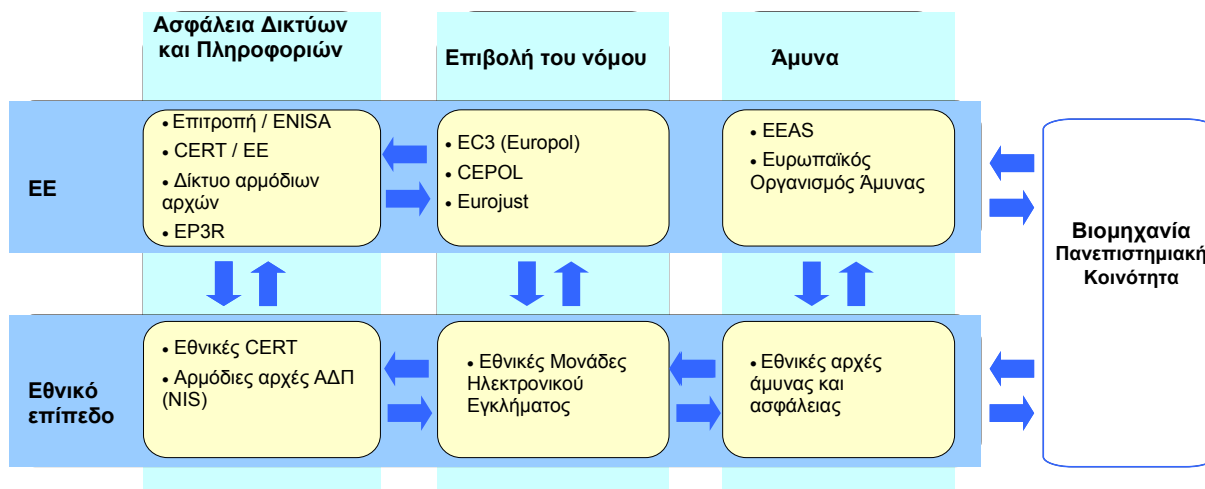 Ασφάλεια Δικτύων
και Πληροφοριών
Επιβολή του νόμου
Άμυνα
ΕΕ
• Επιτροπή / ENISA
• CERT / ΕΕ
• Δίκτυο αρμόδιων
αρχών
• EP3R
• EC3 (Europol)
• CEPOL
• Eurojust
• EEAS
• Ευρωπαϊκός
Οργανισμός Άμυνας
Βιομηχανία
Πανεπιστημιακή
Κοινότητα
Εθνικό
επίπεδο
• Εθνικές CERT
• Αρμόδιες αρχές ΑΔΠ
(NIS)
• Εθνικές Μονάδες
Ηλεκτρονικού
Εγκλήματος
• Εθνικές αρχές
άμυνας και
ασφάλειας